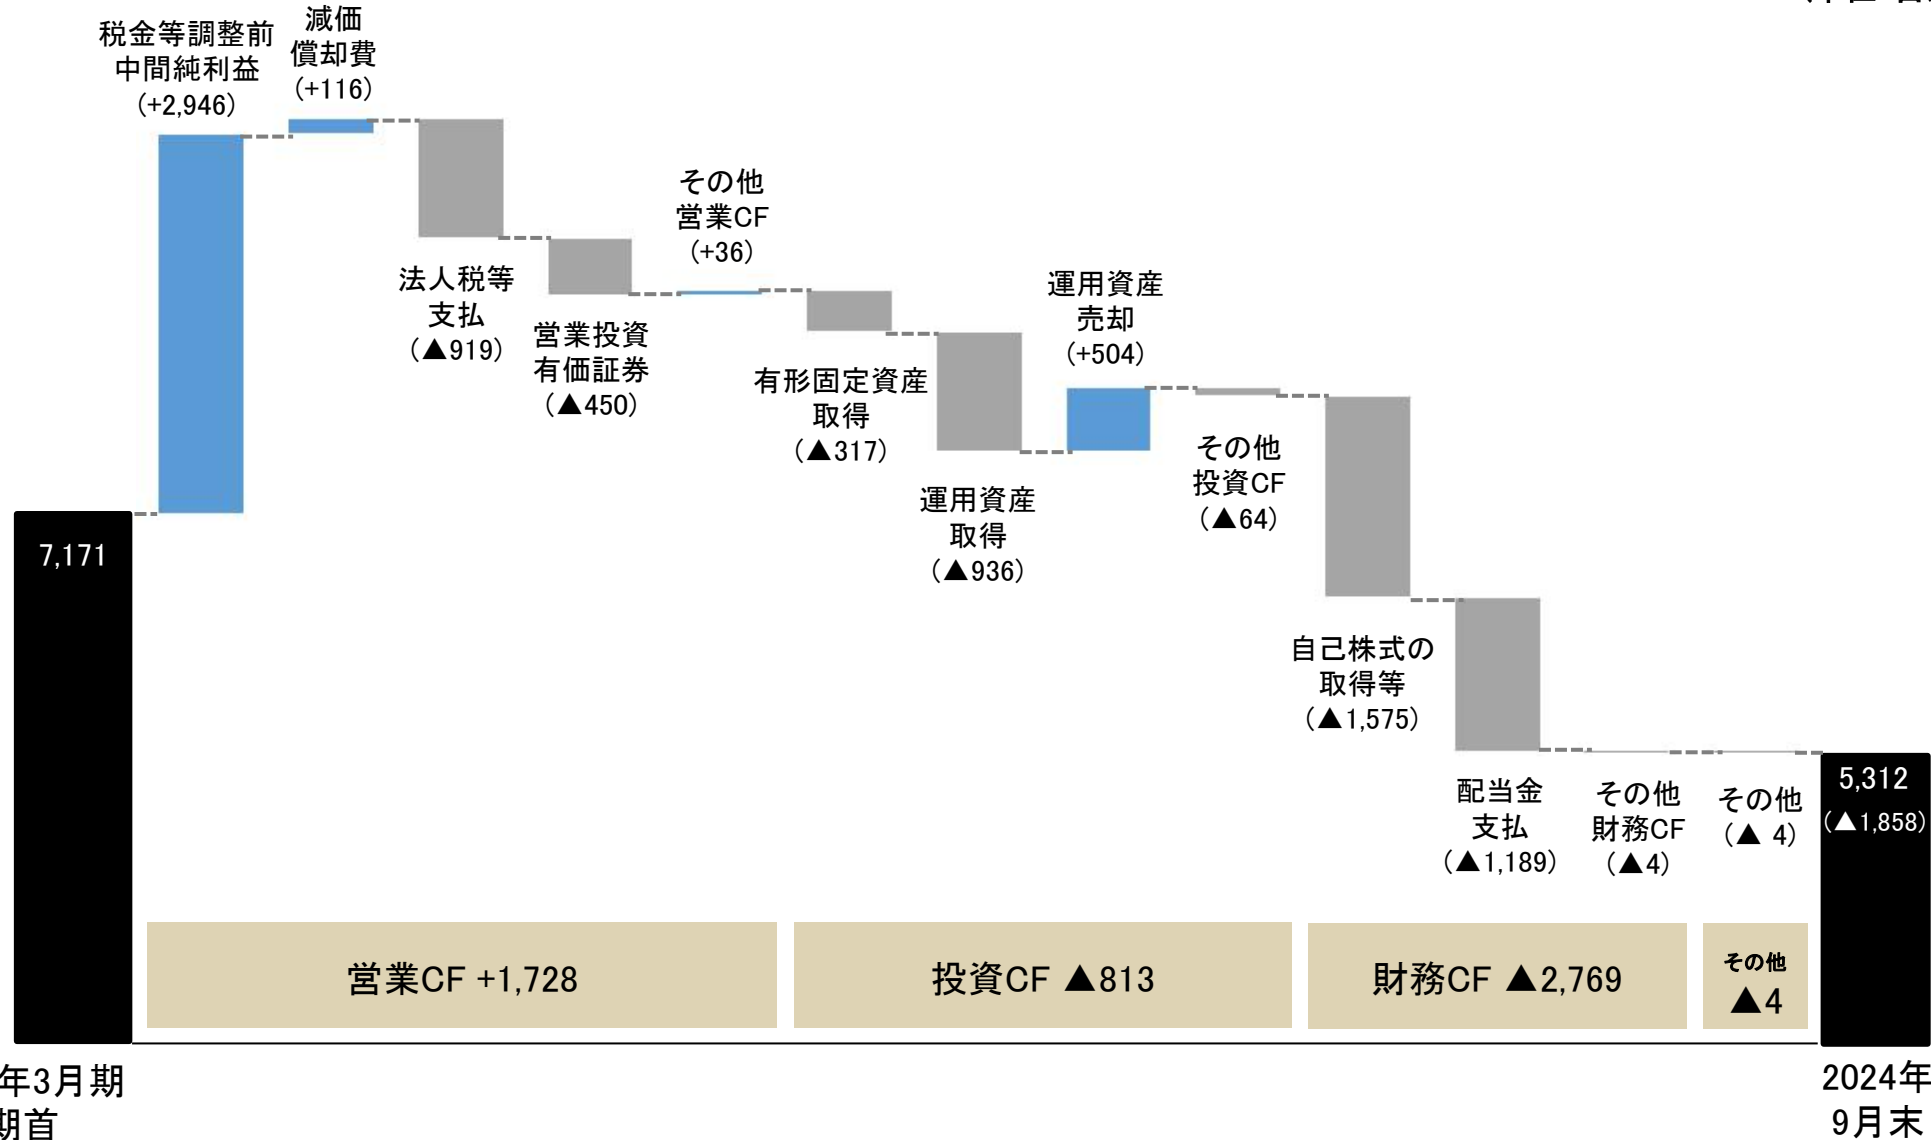 税金等調整前
中間純利益
(+2,946)
減価
償却費
(+116)
法人税等
支払
(▲919)
営業投資
有価証券
(▲450)
その他
営業CF
(+36)
有形固定資産
取得
(▲317)
運用資産
取得
(▲936)
運用資産
売却
(+504)
その他
投資CF
(▲64)
自己株式の
取得等
(▲1,575)
配当金
支払
(▲1,189)
その他
財務CF
(▲4)
その他
(▲ 4)
7,171
5,312
(▲1,858)
営業CF +1,728
投資CF ▲813
財務CF ▲2,769
その他
▲4
年3月期
期首
2024年
9月末